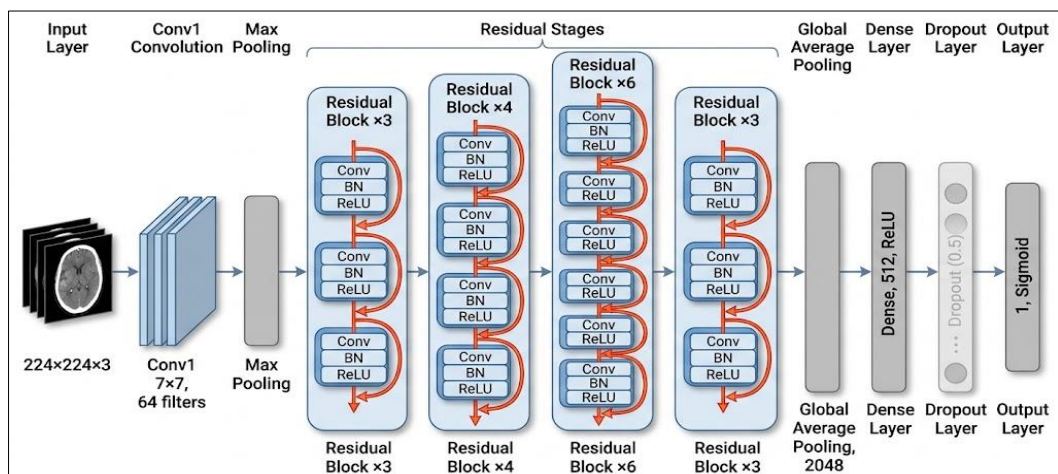 Input
Layer
Conv1
Convolution
Max
Pooling
Residual Stages
Global
Average
Pooling
Dense
Layer
Dropout
Layer
Output
Layer
224×224×3
Conv1
7×7,
64 filters
Max
Pooling
Residual
Block ×3
Conv
BN
ReLU
Conv
BN
ReLU
Conv
BN
ReLU
Residual
Block ×3
Residual
Block ×4
Conv
BN
ReLU
Conv
BN
ReLU
Conv
BN
ReLU
Conv
BN
ReLU
Residual
Block ×4
Residual
Block ×6
Conv
BN
ReLU
Conv
BN
ReLU
Conv
BN
ReLU
Conv
BN
ReLU
Conv
BN
ReLU
Conv
BN
ReLU
Residual
Block ×6
Residual
Block ×3
Conv
BN
ReLU
Conv
BN
ReLU
Conv
BN
ReLU
Residual
Block ×3
Global
Average
Pooling,
2048
Dense, 512, ReLU
Dense
Layer
... Dropout (0.5)
Dropout
Layer
1, Sigmoid
Output
Layer